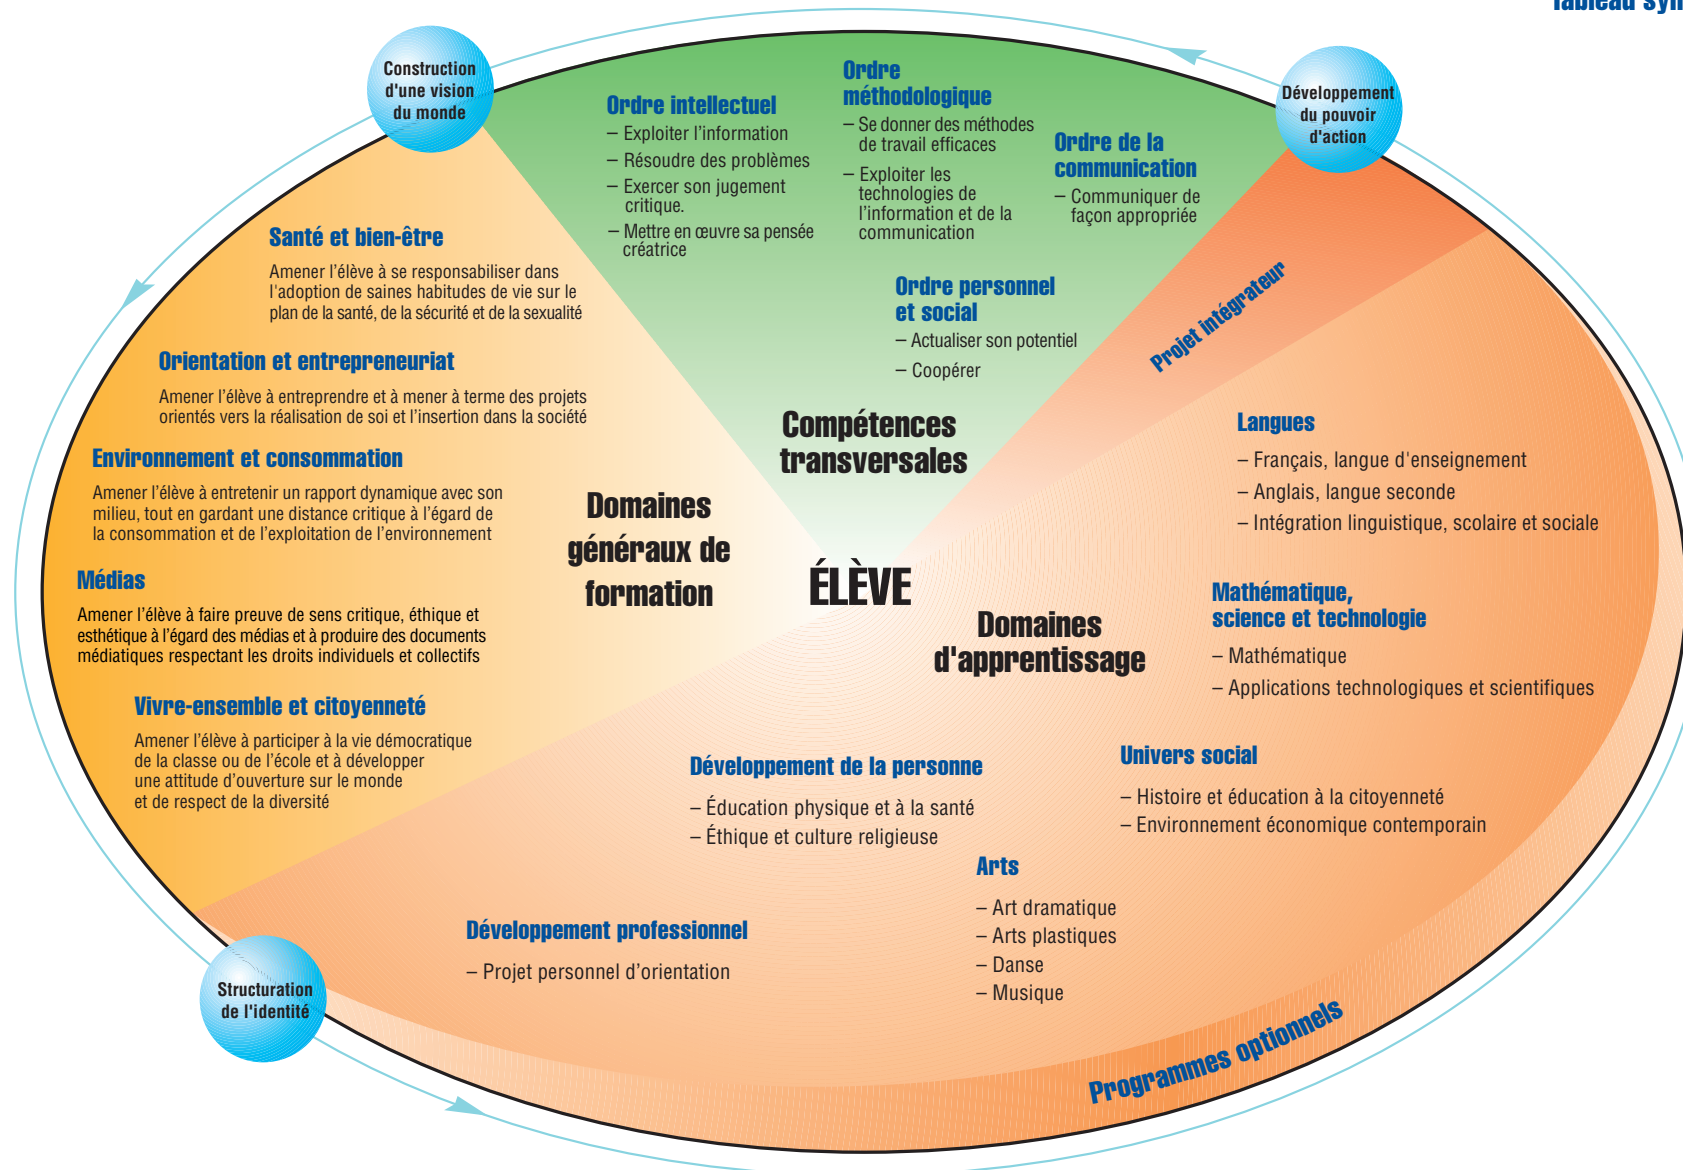 Tableau syn
Construction
d'une vision
du monde
Développement
du pouvoir
d'action
Ordre intellectuel
– Exploiter l'information
– Résoudre des problèmes
– Exercer son jugement
critique.
– Mettre en œuvre sa pensée
créatrice
Ordre
méthodologique
– Se donner des méthodes
de travail efficaces
– Exploiter les
technologies de
l'information et de la
communication
Ordre de la
communication
– Communiquer de
façon appropriée
Ordre personnel
et social
– Actualiser son potentiel
– Coopérer
Compétences
transversales
Projet intégrateur
Santé et bien-être
Amener l'élève à se responsabiliser dans
l'adoption de saines habitudes de vie sur le
plan de la santé, de la sécurité et de la sexualité
Orientation et entrepreneuriat
Amener l'élève à entreprendre et à mener à terme des projets
orientés vers la réalisation de soi et l'insertion dans la société
Environnement et consommation
Amener l'élève à entretenir un rapport dynamique avec son
milieu, tout en gardant une distance critique à l'égard de
la consommation et de l'exploitation de l'environnement
Médias
Amener l'élève à faire preuve de sens critique, éthique et
esthétique à l'égard des médias et à produire des documents
médiatiques respectant les droits individuels et collectifs
Vivre-ensemble et citoyenneté
Amener l'élève à participer à la vie démocratique
de la classe ou de l'école et à développer
une attitude d'ouverture sur le monde
et de respect de la diversité
Domaines
généraux de
formation
ÉLÈVE
Domaines
d'apprentissage
Langues
– Français, langue d'enseignement
– Anglais, langue seconde
– Intégration linguistique, scolaire et sociale
Mathématique,
science et technologie
– Mathématique
– Applications technologiques et scientifiques
Univers social
– Histoire et éducation à la citoyenneté
– Environnement économique contemporain
Développement de la personne
– Éducation physique et à la santé
– Éthique et culture religieuse
Arts
– Art dramatique
– Arts plastiques
– Danse
– Musique
Développement professionnel
– Projet personnel d'orientation
Structuration
de l'identité
Programmes optionnels